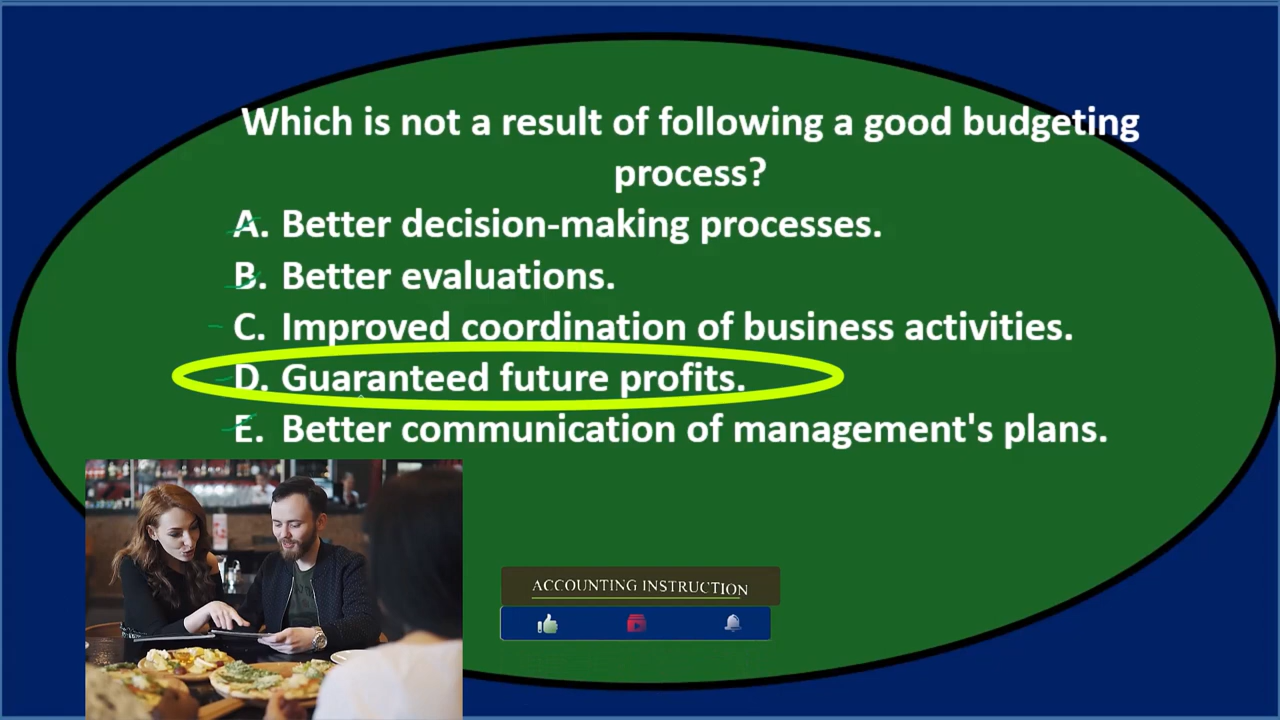 Which is not a result of following a good budgeting
process?
A. Better decision-making processes.
B. Better evaluations.
C. Improved coordination of business activities.
D. Guaranteed future profits.
E. Better communication of management's plans.
ACCOUNTING INSTRUCTION